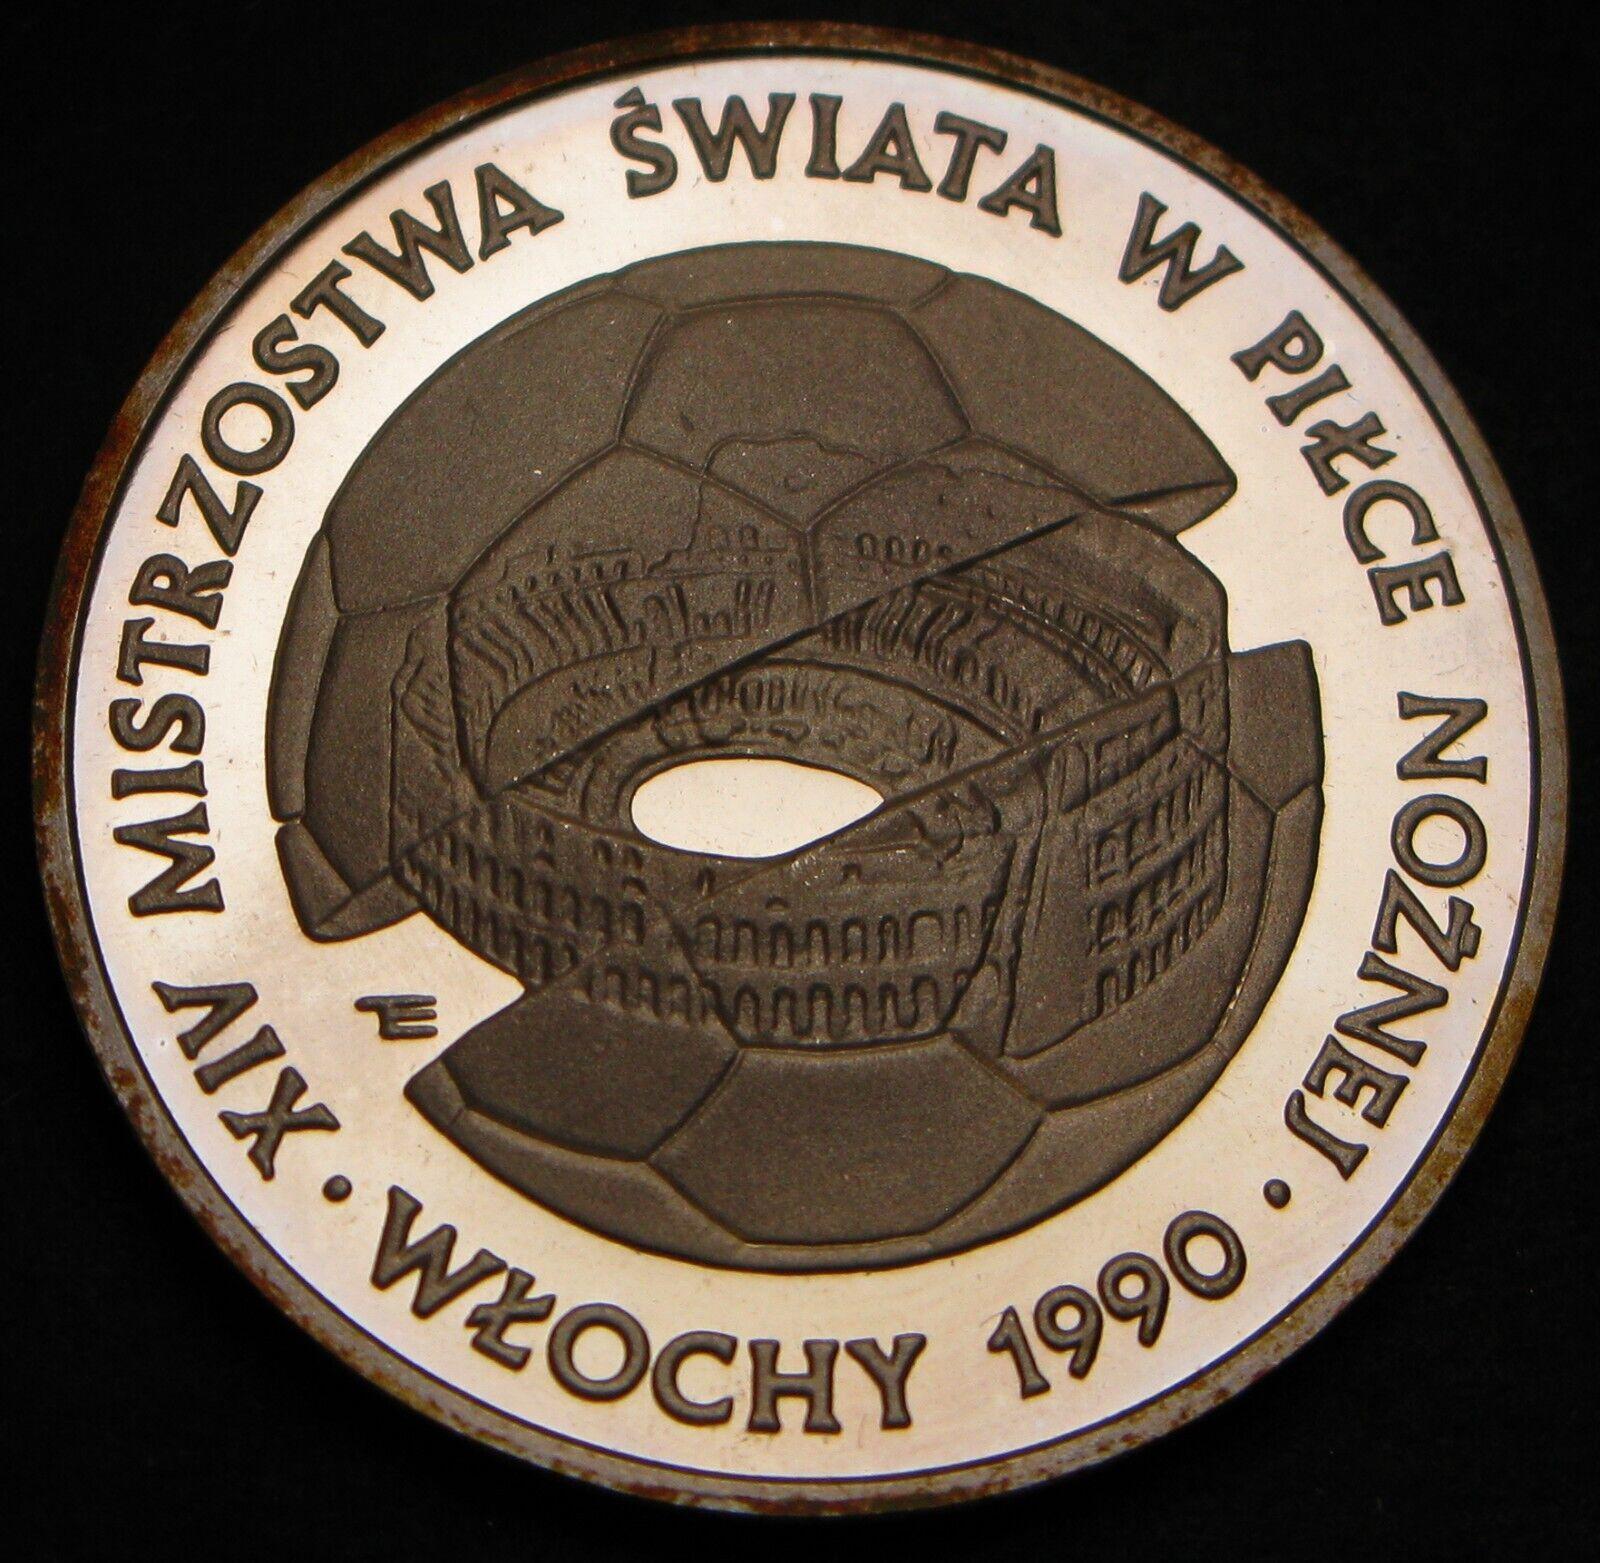 XIV MISTRZOSTWA ŚWIATA W PIŁCE NOŻNEJ
· WŁOCHY 1990 ·